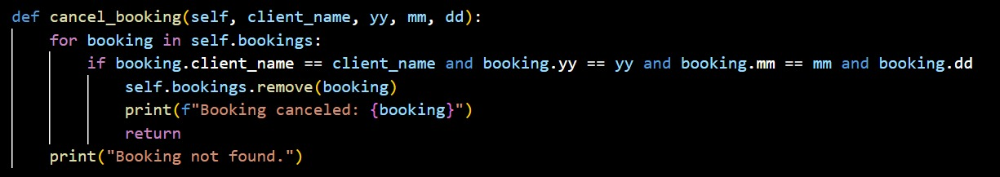 def cancel_booking(self, client_name, yy, mm, dd):
    for booking in self.bookings:
        if booking.client_name == client_name and booking.yy == yy and booking.mm == mm and booking.dd
            self.bookings.remove(booking)
            print(f"Booking canceled: {booking}")
            return
    print("Booking not found.")